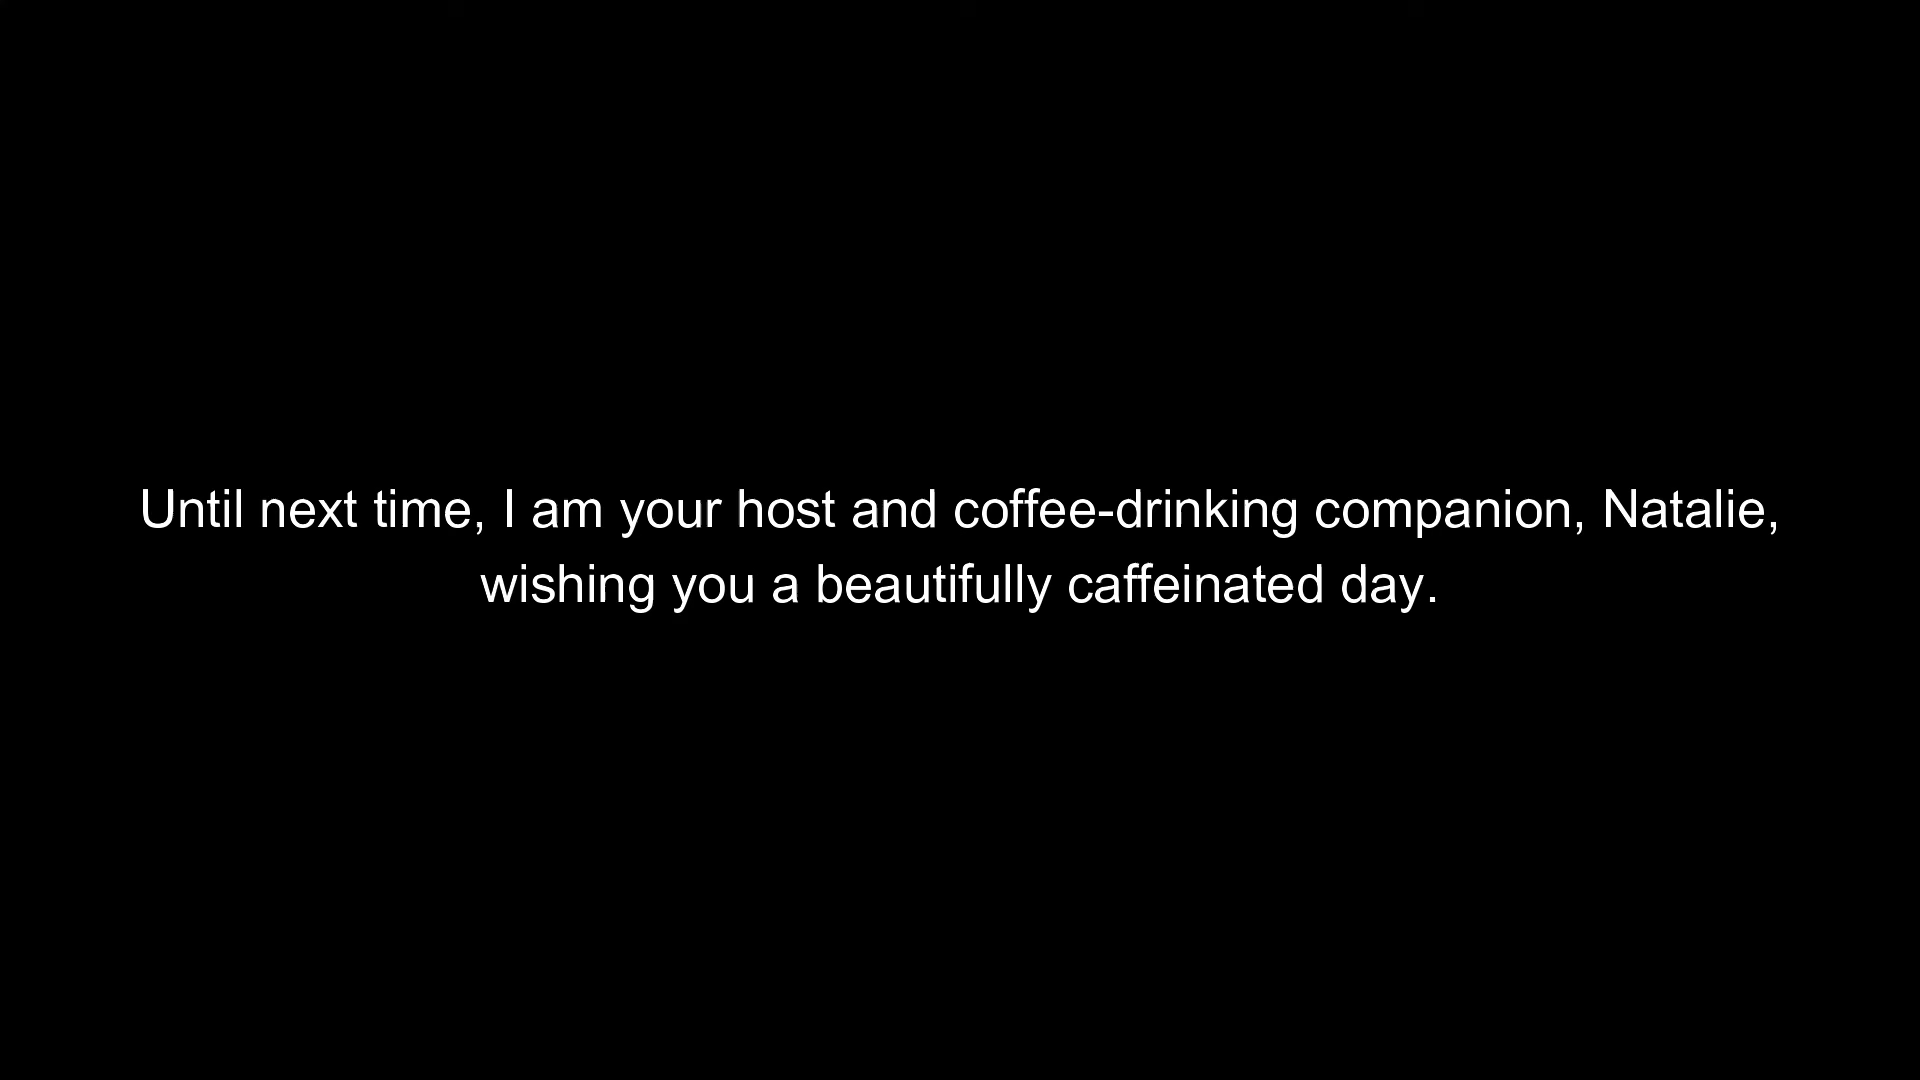 Until next time, I am your host and coffee-drinking companion, Natalie,
wishing you a beautifully caffeinated day.